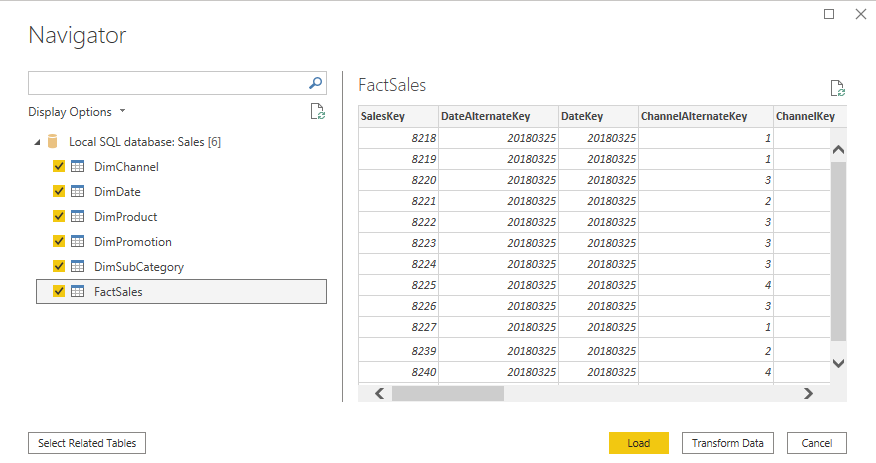 Navigator
Display Options
Local SQL database: Sales [6]
DimChannel
DimDate
DimProduct
DimPromotion
DimSubCategory
FactSales
FactSales
SalesKey DateAlternateKey DateKey ChannelAlternateKey ChannelKey
8218 20180325 20180325 1
8219 20180325 20180325 1
8220 20180325 20180325 3
8221 20180325 20180325 2
8222 20180325 20180325 3
8223 20180325 20180325 3
8224 20180325 20180325 3
8225 20180325 20180325 4
8226 20180325 20180325 3
8227 20180325 20180325 1
8239 20180325 20180325 2
8240 20180325 20180325 4
Select Related Tables
Load
Transform Data
Cancel